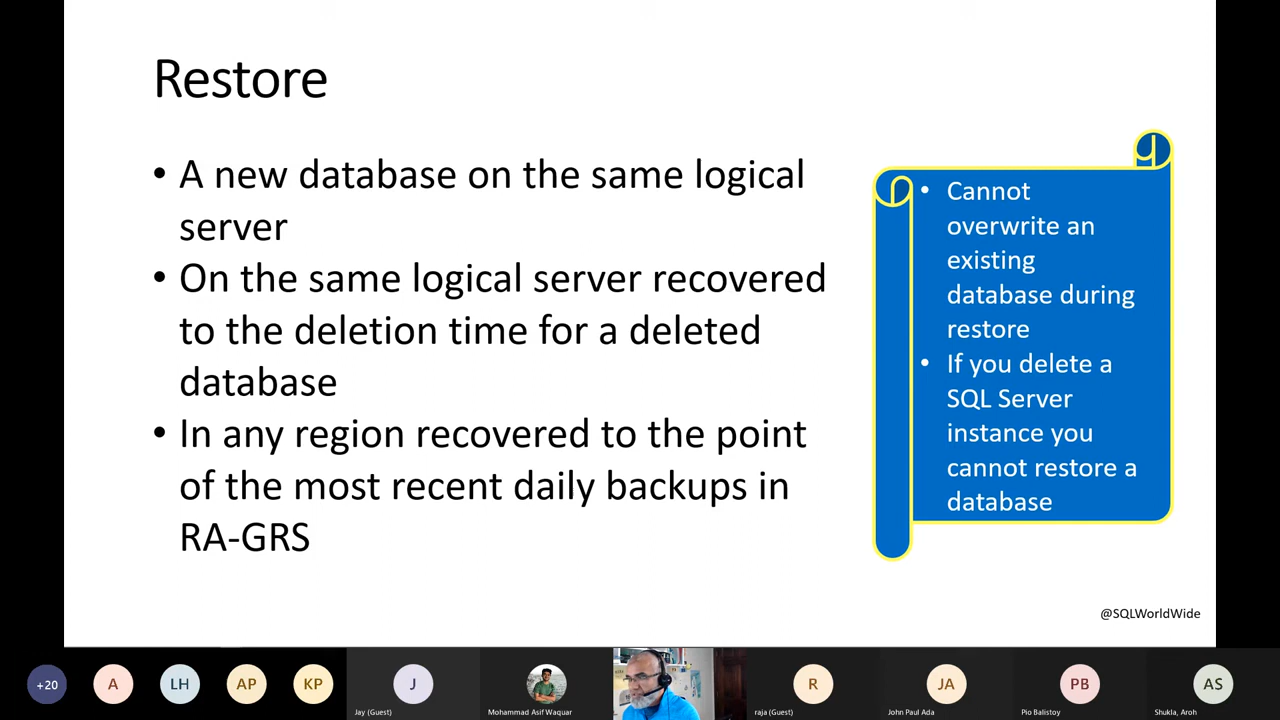 Restore
• A new database on the same logical
server
• On the same logical server recovered
to the deletion time for a deleted
database
• In any region recovered to the point
of the most recent daily backups in
RA-GRS
• Cannot
overwrite an
existing
database during
restore
• If you delete a
SQL Server
instance you
cannot restore a
database
@SQLWorldWide
+20
A
LH
AP
KP
J
Jay (Guest)
Mohammad Asif Waquar
R
raja (Guest)
JA
John Paul Ada
PB
Pio Balistoy
AS
Shukla, Aroh